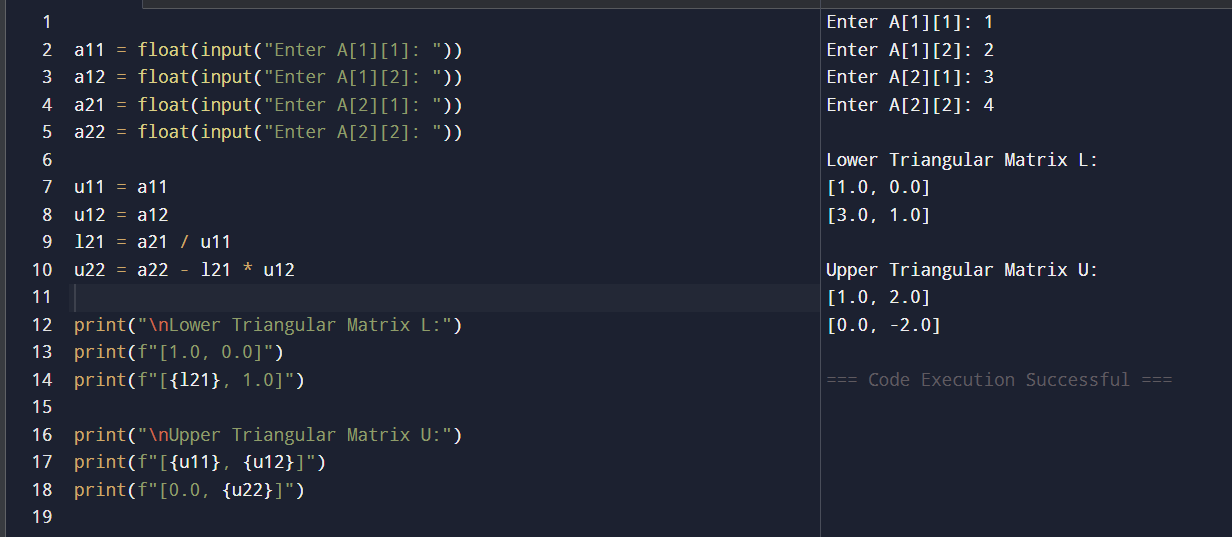 1
2 a11 = float(input("Enter A[1][1]: "))
3 a12 = float(input("Enter A[1][2]: "))
4 a21 = float(input("Enter A[2][1]: "))
5 a22 = float(input("Enter A[2][2]: "))
6
7 u11 = a11
8 u12 = a12
9 l21 = a21 / u11
10 u22 = a22 - l21 * u12
11
12 print("\nLower Triangular Matrix L:")
13 print(f"[1.0, 0.0]")
14 print(f"[{l21}, 1.0]")
15
16 print("\nUpper Triangular Matrix U:")
17 print(f"[{u11}, {u12}]")
18 print(f"[0.0, {u22}]")
19
Enter A[1][1]: 1
Enter A[1][2]: 2
Enter A[2][1]: 3
Enter A[2][2]: 4
Lower Triangular Matrix L:
[1.0, 0.0]
[3.0, 1.0]
Upper Triangular Matrix U:
[1.0, 2.0]
[0.0, -2.0]
=== Code Execution Successful ===